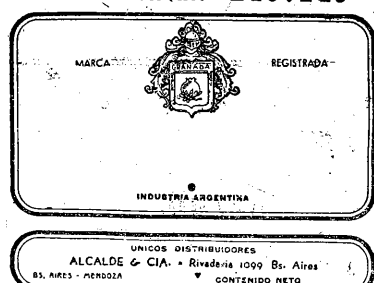 MARCA
GRANADA
REGISTRADA
INDUSTRIA ARGENTINA
UNICOS DISTRIBUIDORES
ALCALDE & CIA. - Rivadavia 1099 Bs. Aires
BS. AIRES - MENDOZA
CONTENIDO NETO